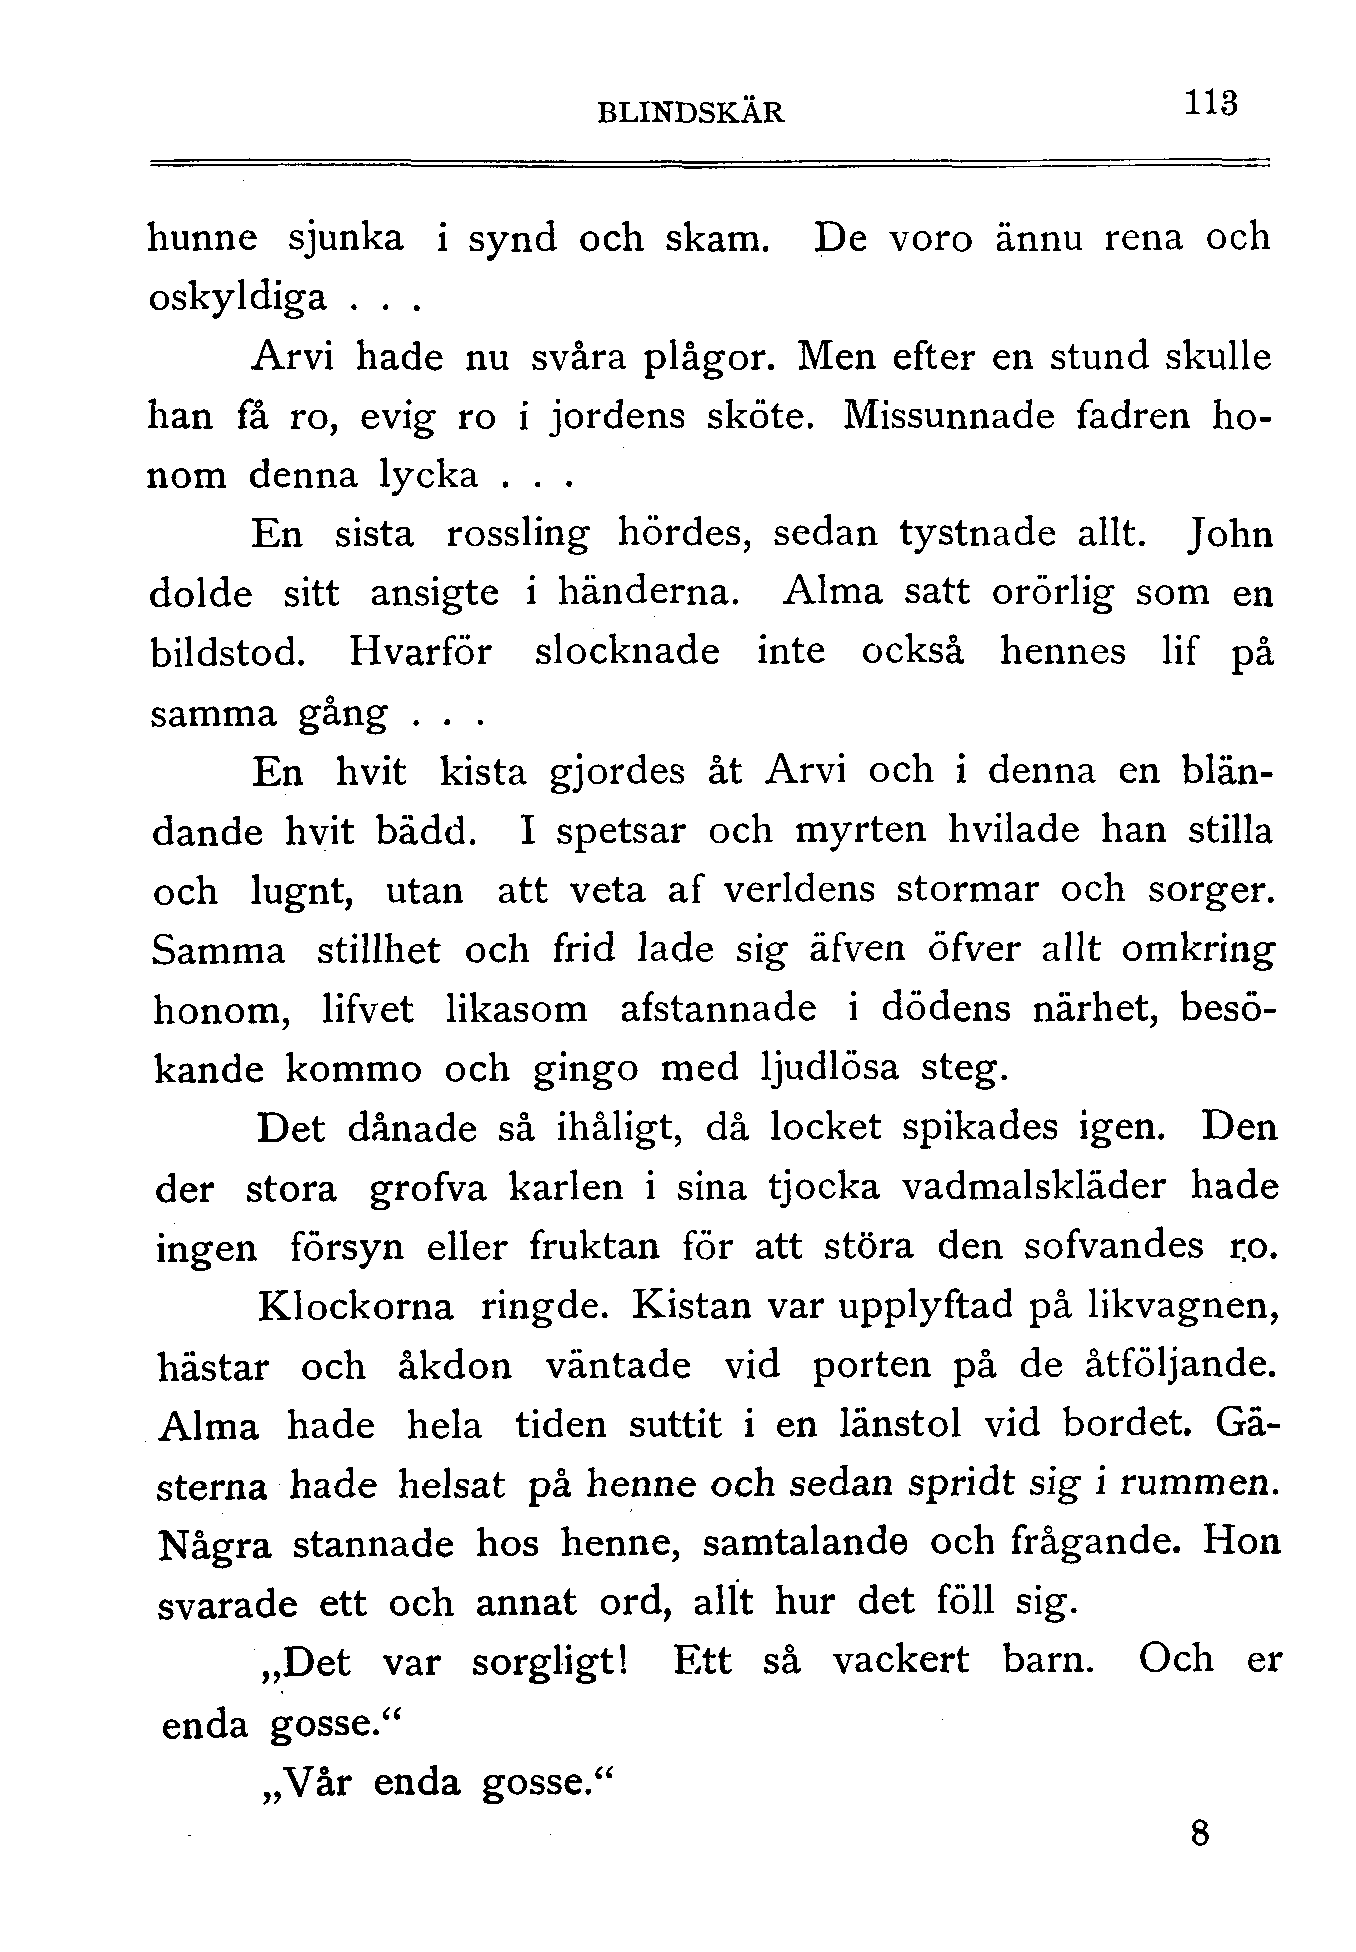 BLINDSKÄR 113
hunne sjunka i synd och skam. De voro ännu rena och
oskyldiga . . .
Arvi hade nu svåra plågor. Men efter en stund skulle
han få ro, evig ro i jordens sköte. Missunnade fadren ho-
nom denna lycka . . .
En sista rossling hördes, sedan tystnade allt. John
dolde sitt ansigte i händerna. Alma satt orörlig som en
bildstod. Hvarför slocknade inte också hennes lif på
samma gång . . .
En hvit kista gjordes åt Arvi och i denna en blän-
dande hvit bädd. I spetsar och myrten hvilade han stilla
och lugnt, utan att veta af verldens stormar och sorger.
Samma stillhet och frid lade sig äfven öfver allt omkring
honom, lifvet likasom afstannade i dödens närhet, besö-
kande kommo och gingo med ljudlösa steg.
Det dånade så ihåligt, då locket spikades igen. Den
der stora grofva karlen i sina tjocka vadmalskläder hade
ingen försyn eller fruktan för att störa den sofvandes ro.
Klockorna ringde. Kistan var upplyftad på likvagnen,
hästar och åkdon väntade vid porten på de åtföljande.
Alma hade hela tiden suttit i en länstol vid bordet. Gä-
sterna hade helsat på henne och sedan spridt sig i rummen.
Några stannade hos henne, samtalande och frågande. Hon
svarade ett och annat ord, allt hur det föll sig.
„Det var sorgligt! Ett så vackert barn. Och er
enda gosse.“
„Vår enda gosse.“
8